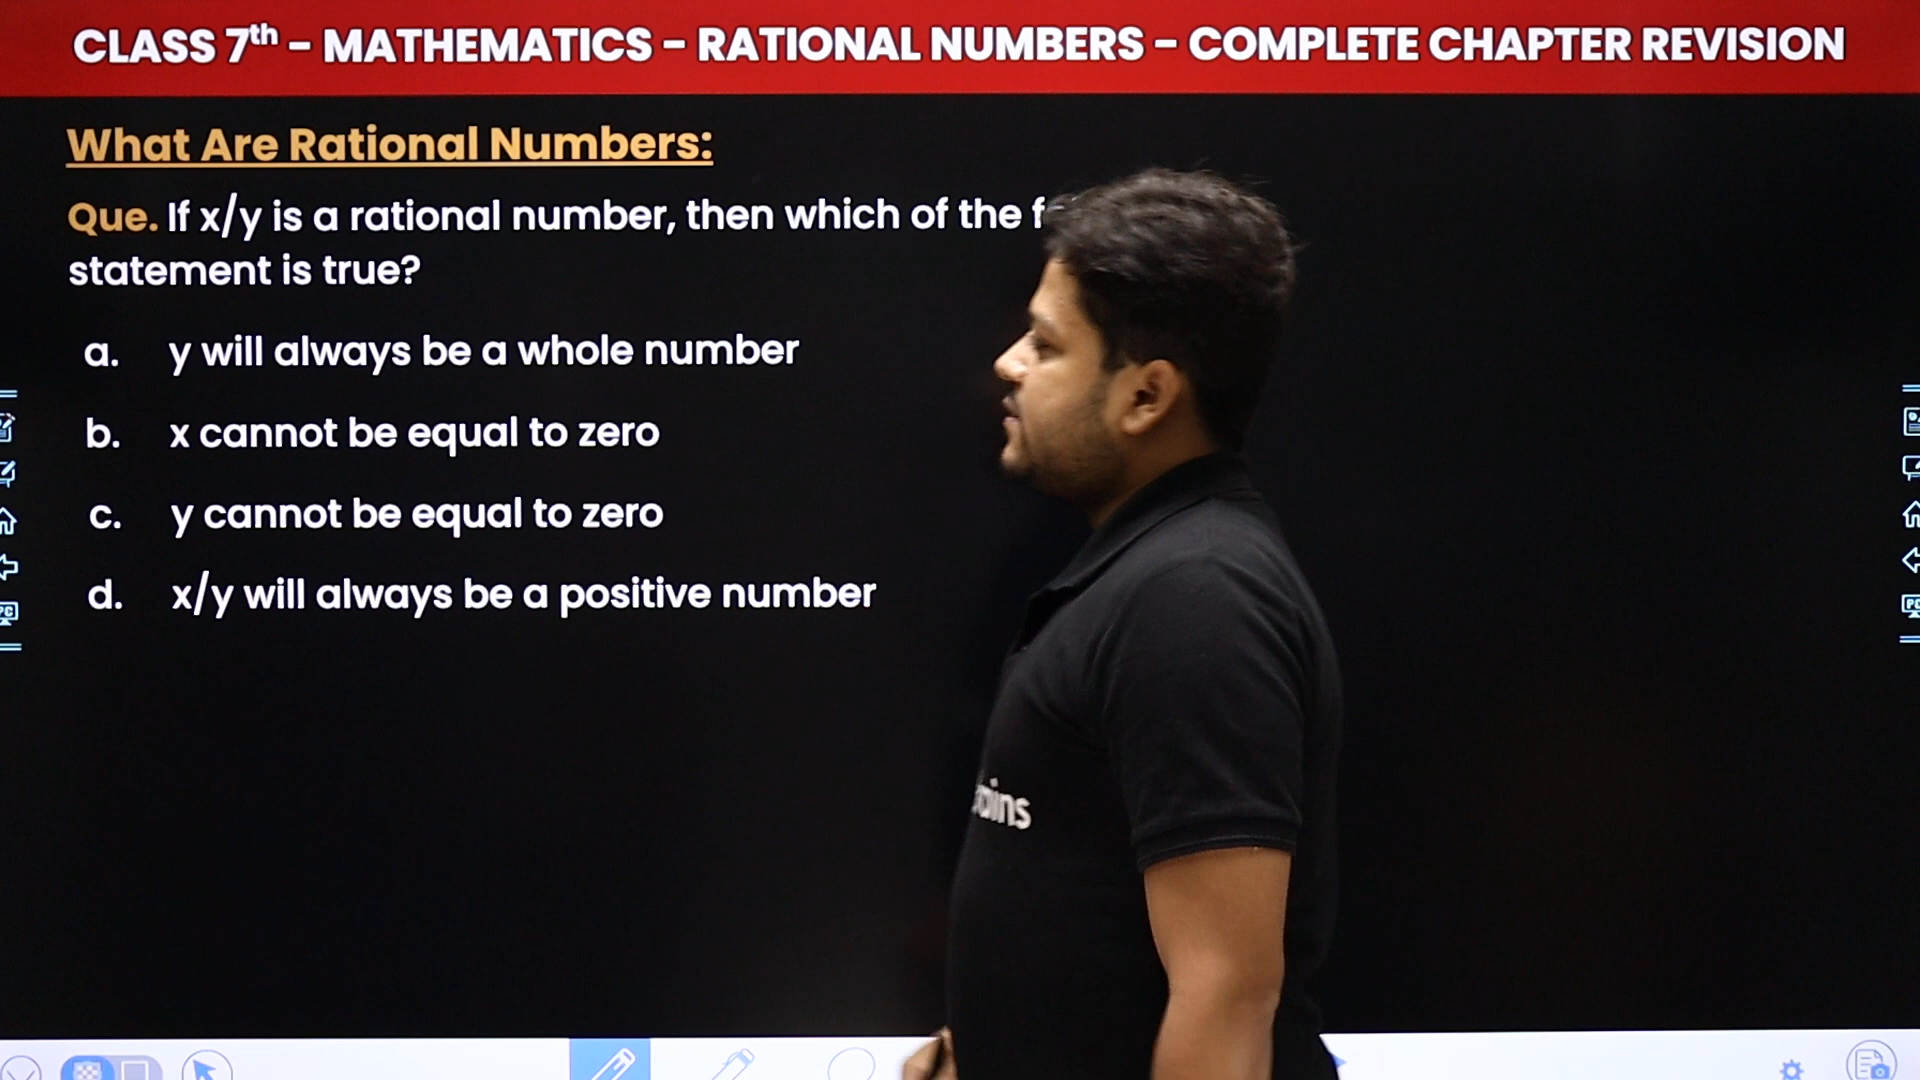 CLASS 7th – MATHEMATICS – RATIONAL NUMBERS – COMPLETE CHAPTER REVISION
What Are Rational Numbers:
Que. If x/y is a rational number, then which of the
statement is true?
a. y will always be a whole number
b. x cannot be equal to zero
c. y cannot be equal to zero
d. x/y will always be a positive number